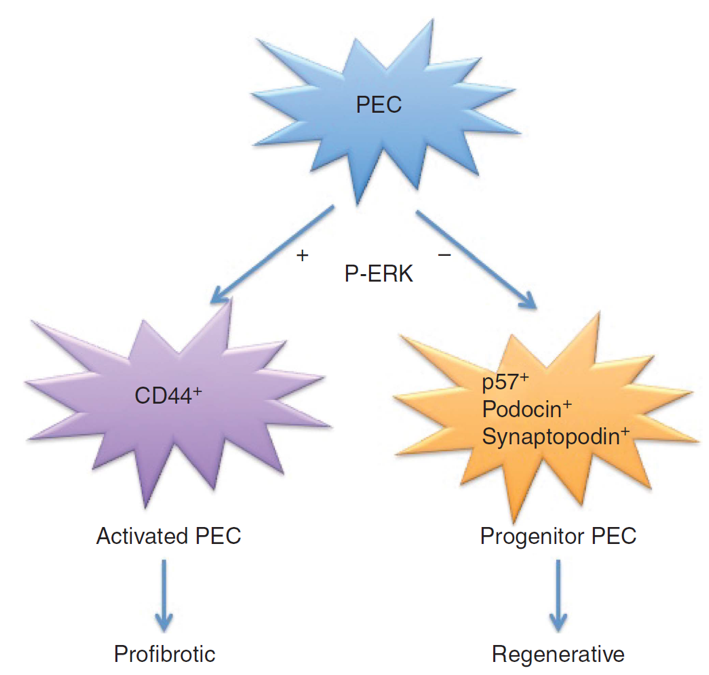 PEC
+
P-ERK
−
CD44⁺
p57⁺
Podocin⁺
Synaptopodin⁺
Activated PEC
Progenitor PEC
Profibrotic
Regenerative